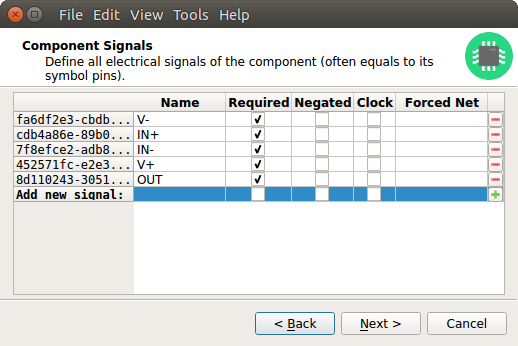 File Edit View Tools Help
Component Signals
Define all electrical signals of the component (often equals to its
symbol pins).
Name Required Negated Clock Forced Net
fa6df2e3-cbdb... V-
cdb4a86e-89b0... IN+
7f8efce2-adb8... IN-
452571fc-e2e3... V+
8d110243-3051... OUT
Add new signal:
< Back Next > Cancel